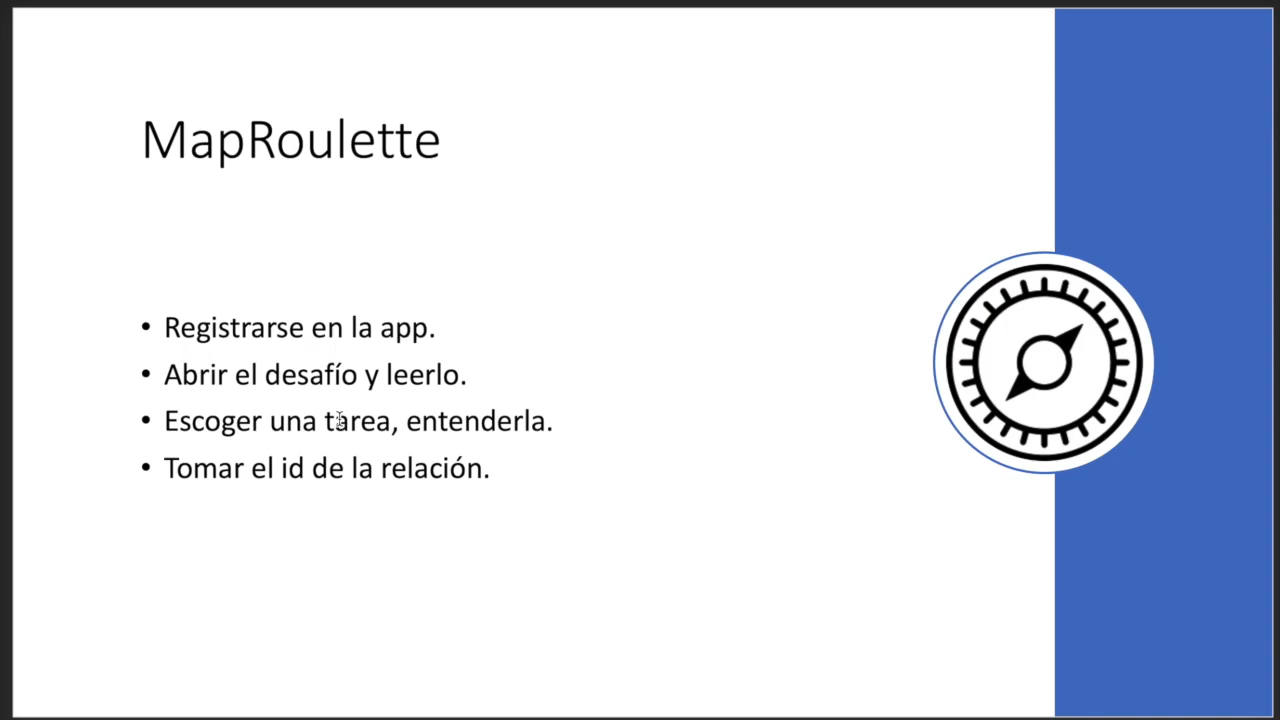 MapRoulette
• Registrarse en la app.
• Abrir el desafío y leerlo.
• Escoger una tarea, entenderla.
• Tomar el id de la relación.